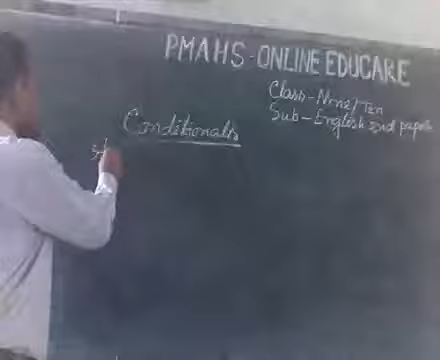 PMAHS-ONLINE EDUCARE
Class-Nine/Ten
Sub-English 2nd paper
Conditionals